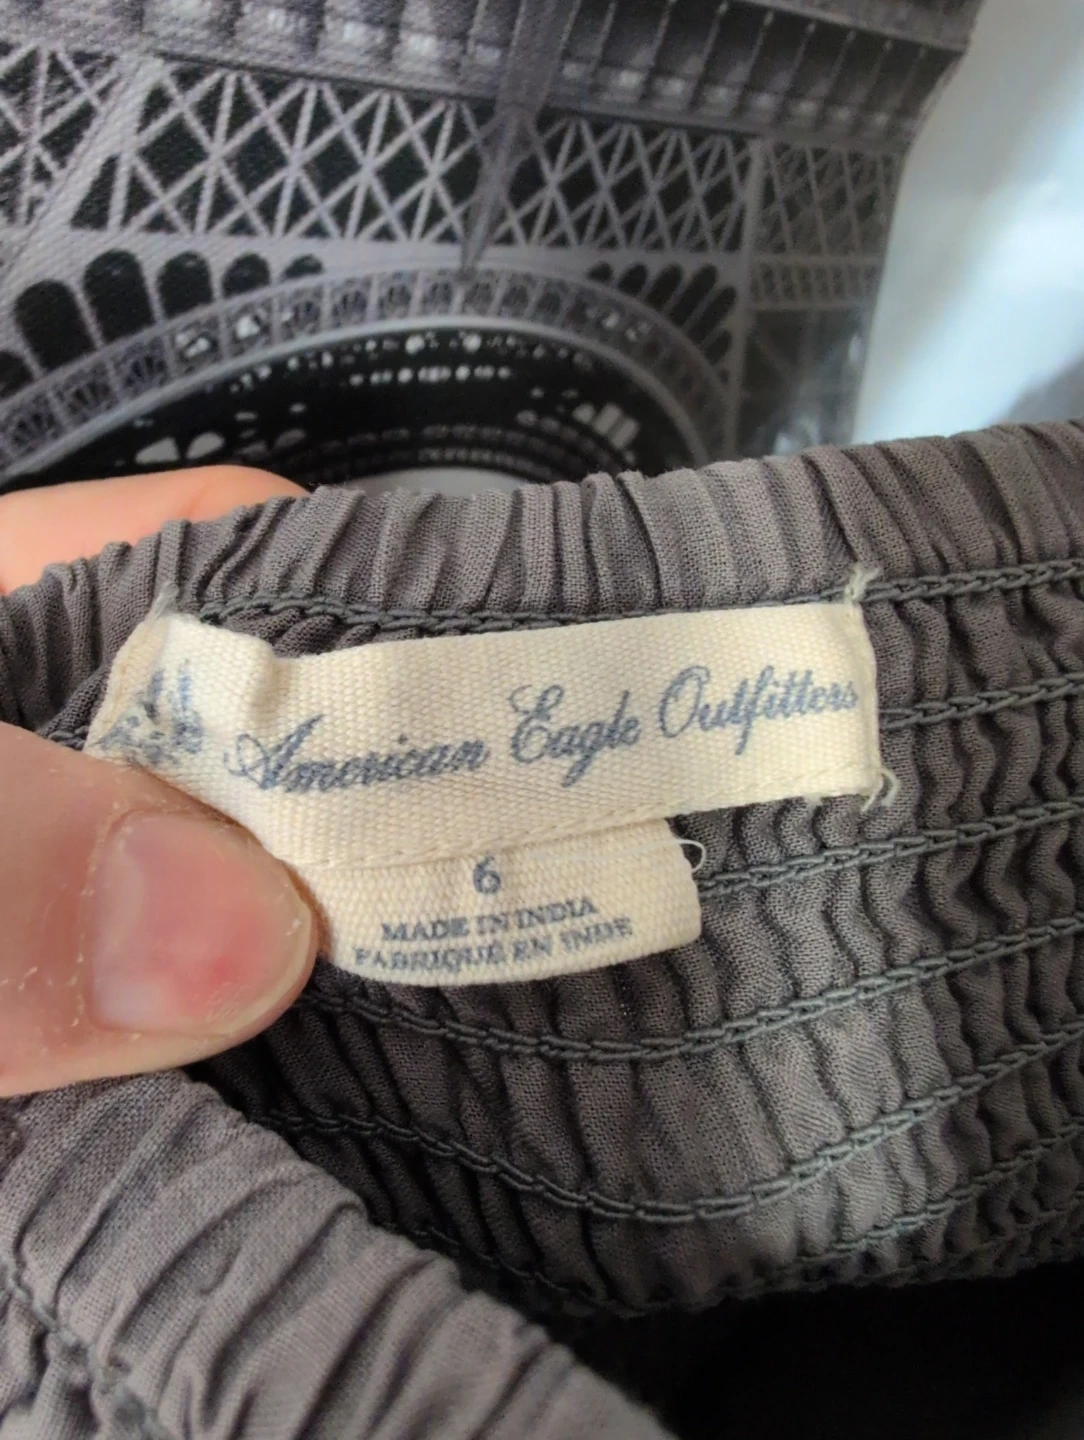 American Eagle Outfitters
6
MADE IN INDIA
FABRIQUÉ EN INDE